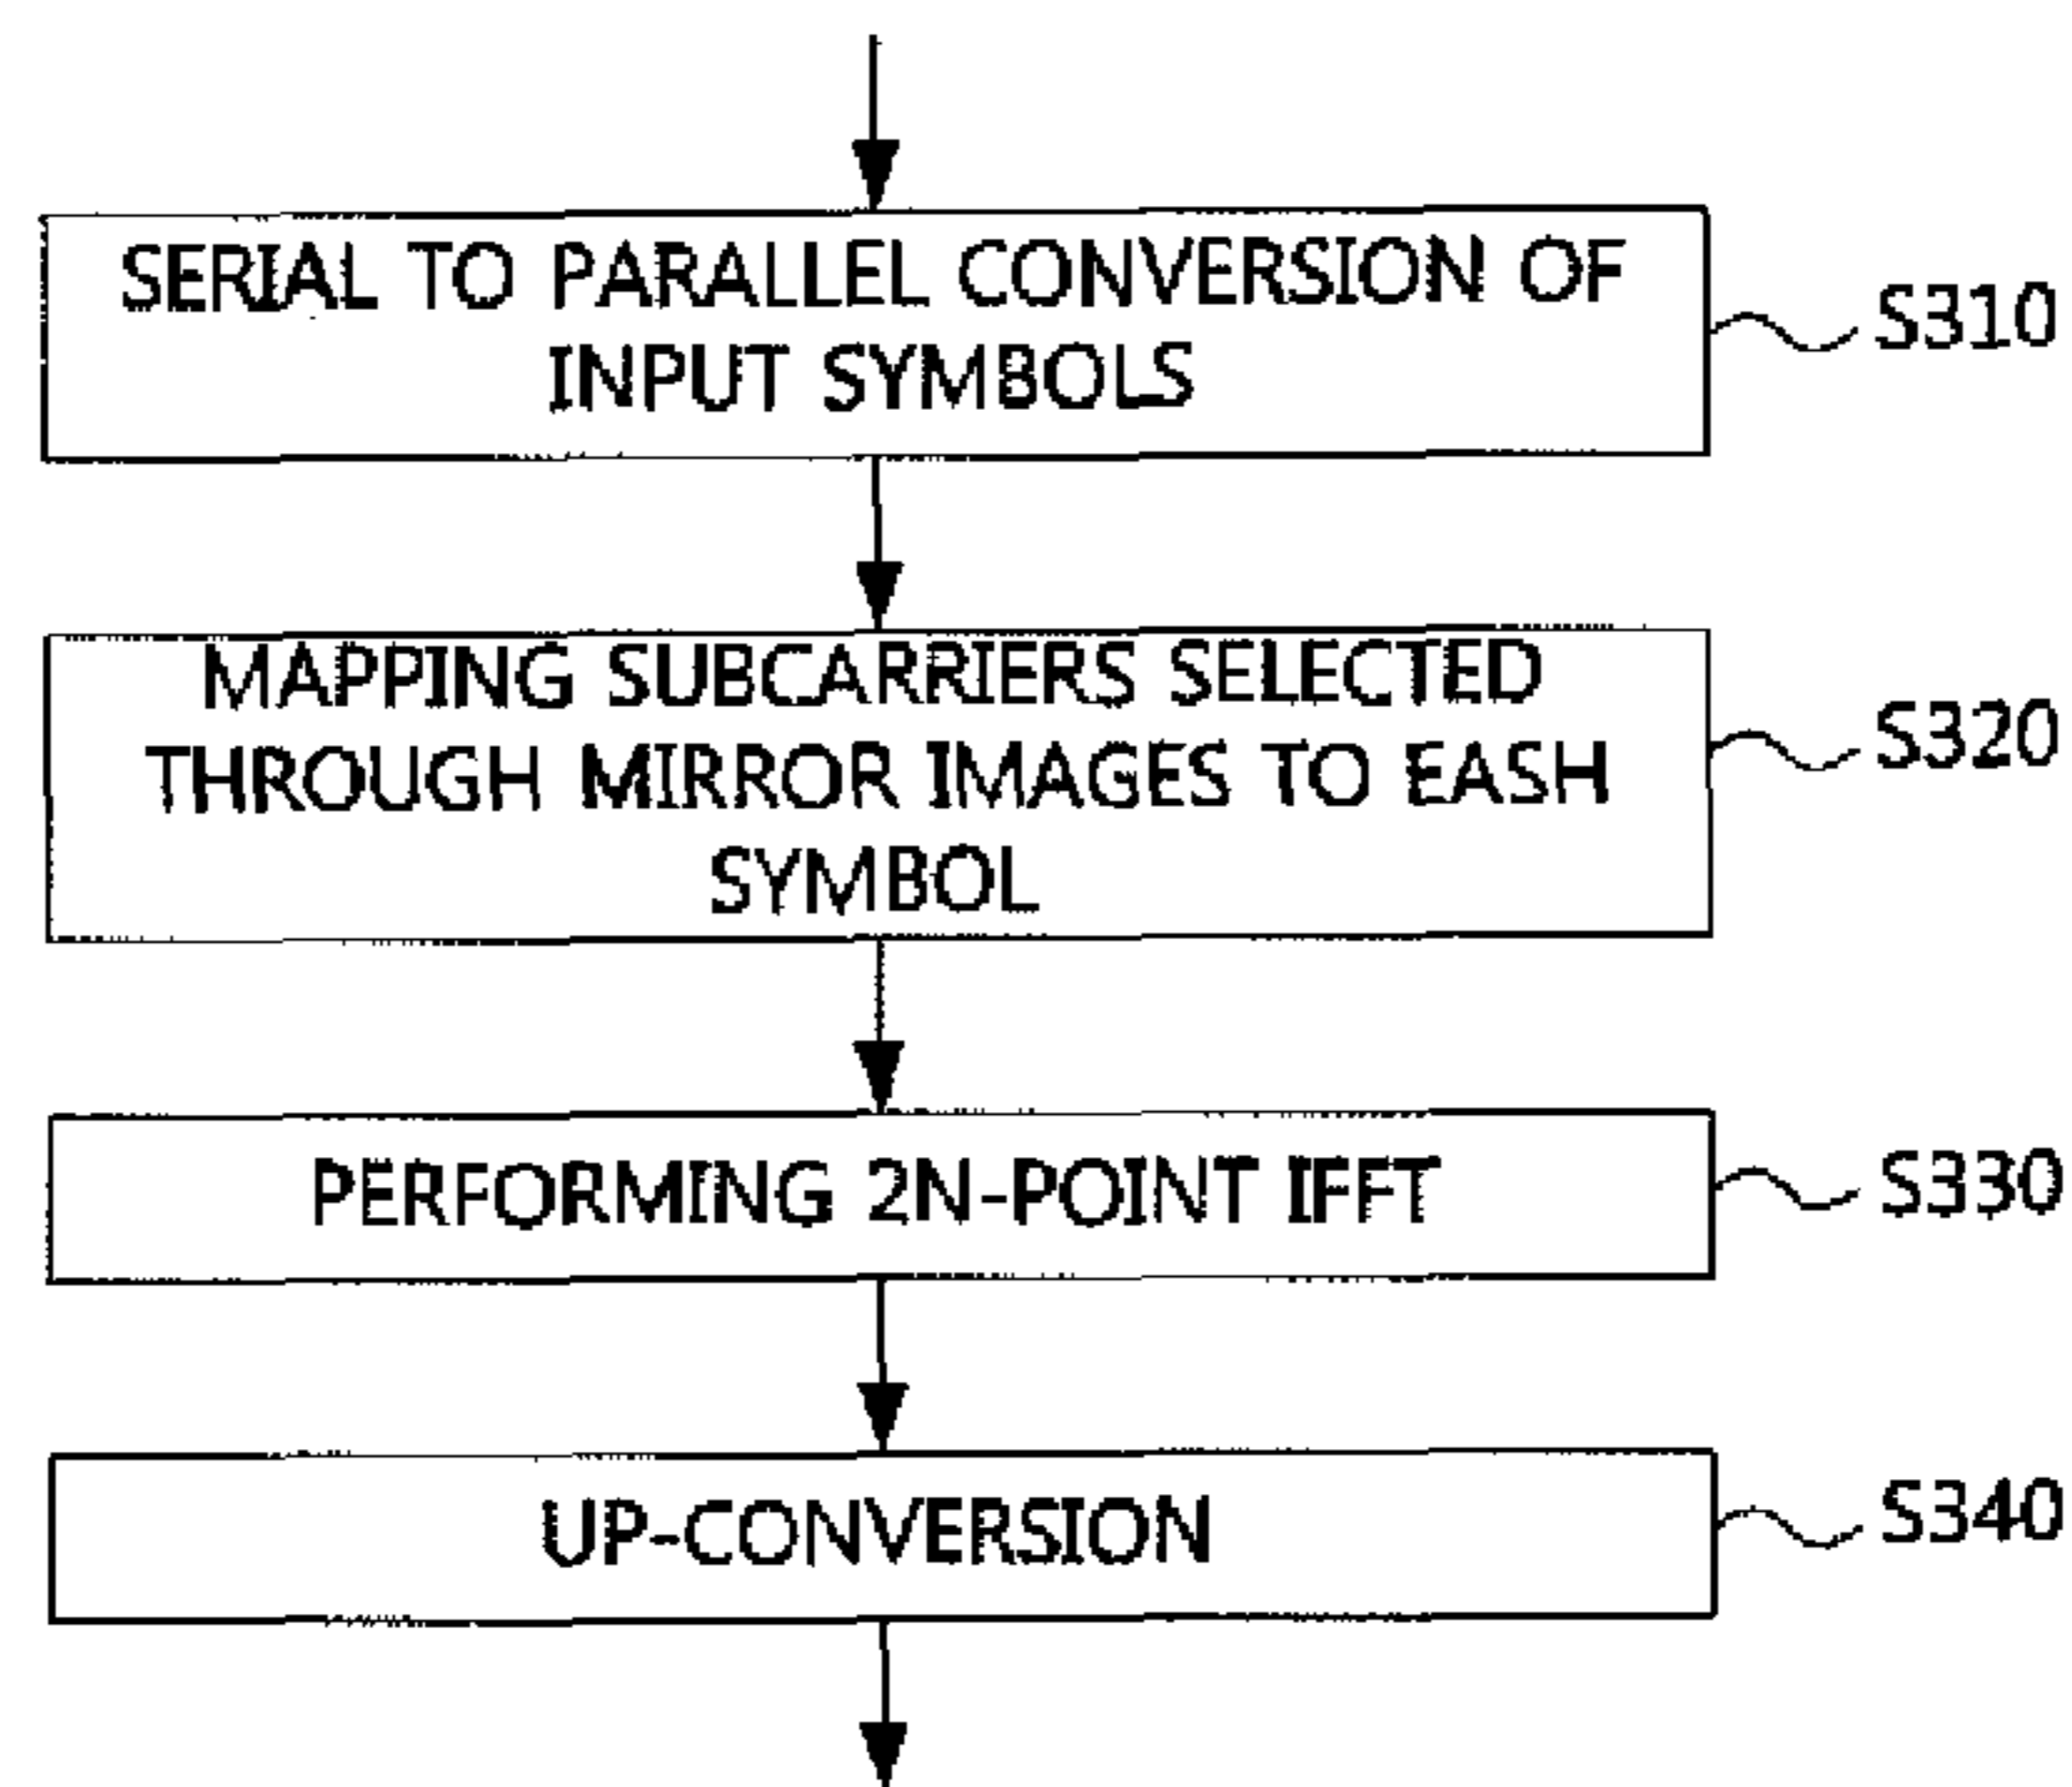 SERIAL TO PARALLEL CONVERSION OF
INPUT SYMBOLS
S310
MAPPING SUBCARRIERS SELECTED
THROUGH MIRROR IMAGES TO EASH
SYMBOL
S320
PERFORMING 2N-POINT IFFT
S330
UP-CONVERSION
S340